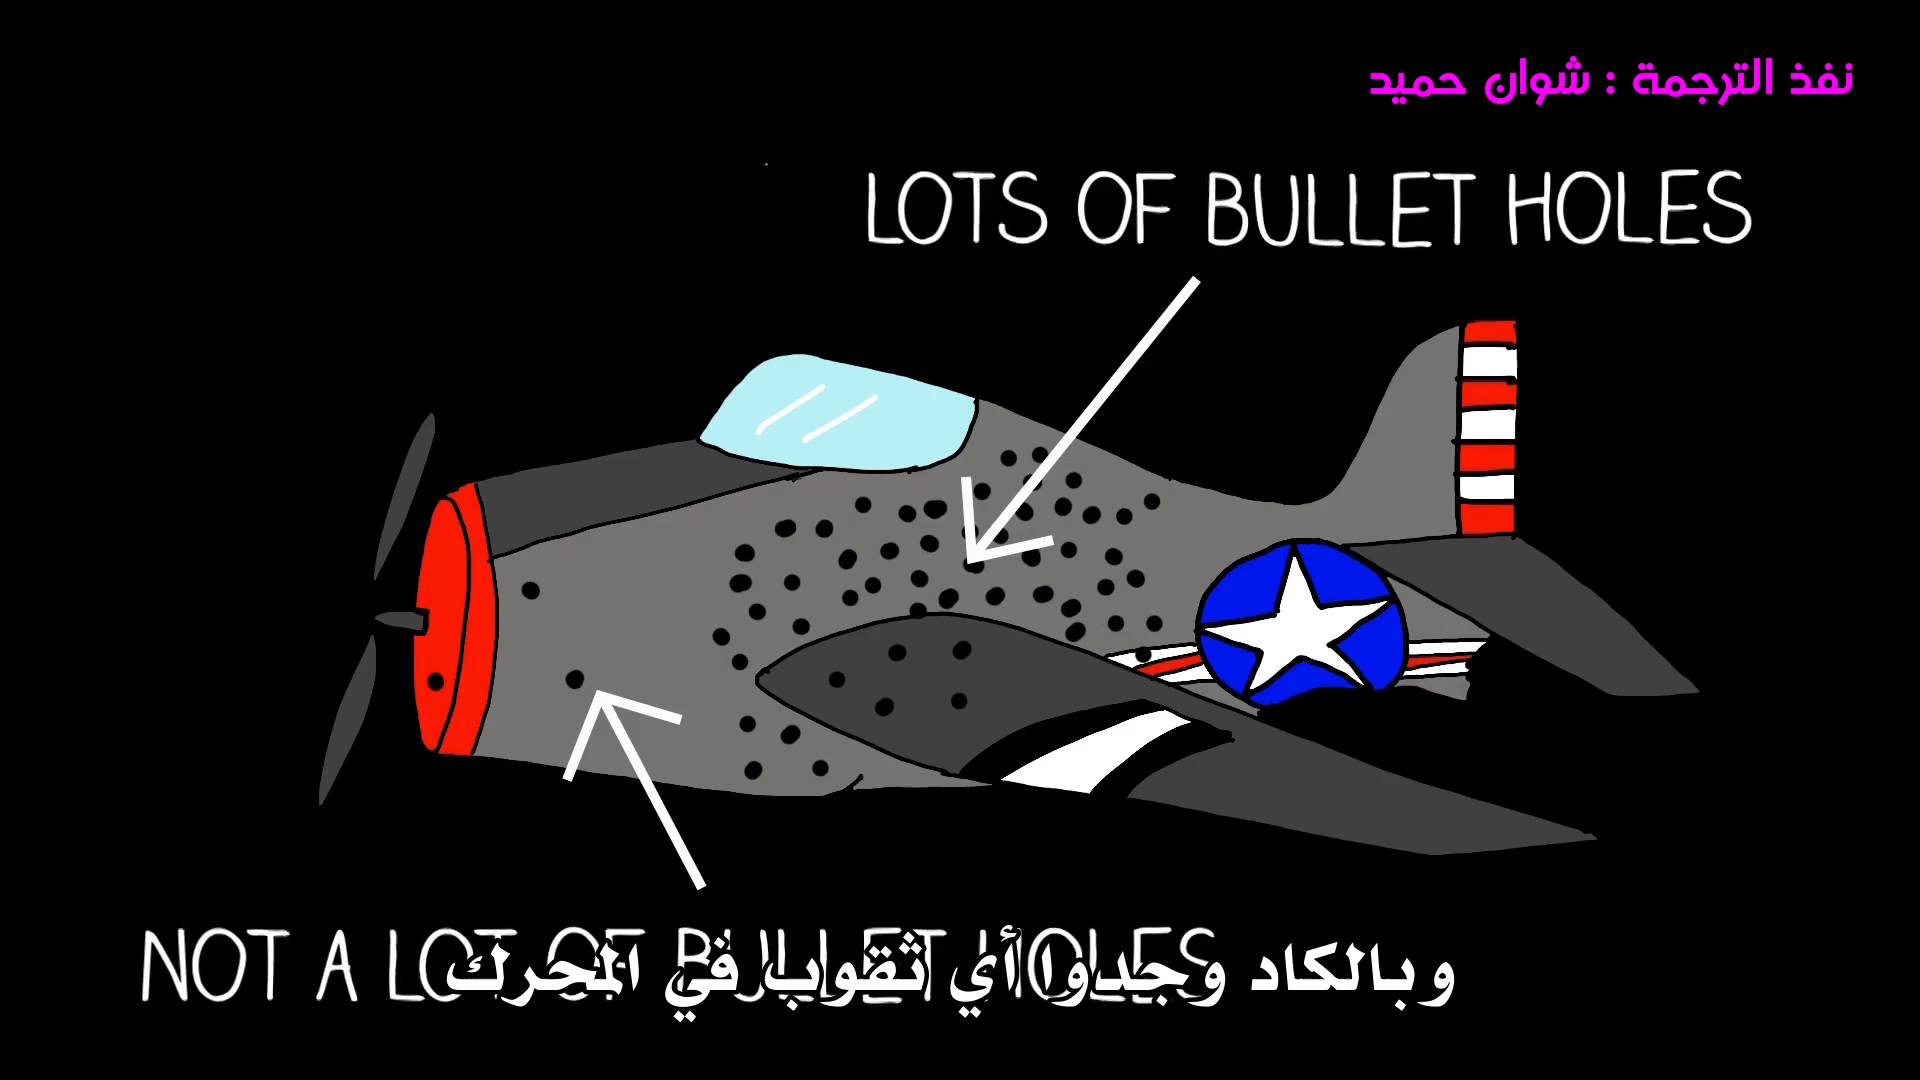 نفذ الترجمة : شوان حميد
LOTS OF BULLET HOLES
NOT A LOT OF BULLET HOLES
وبالكاد وجدوا أي ثقوب في المحرك